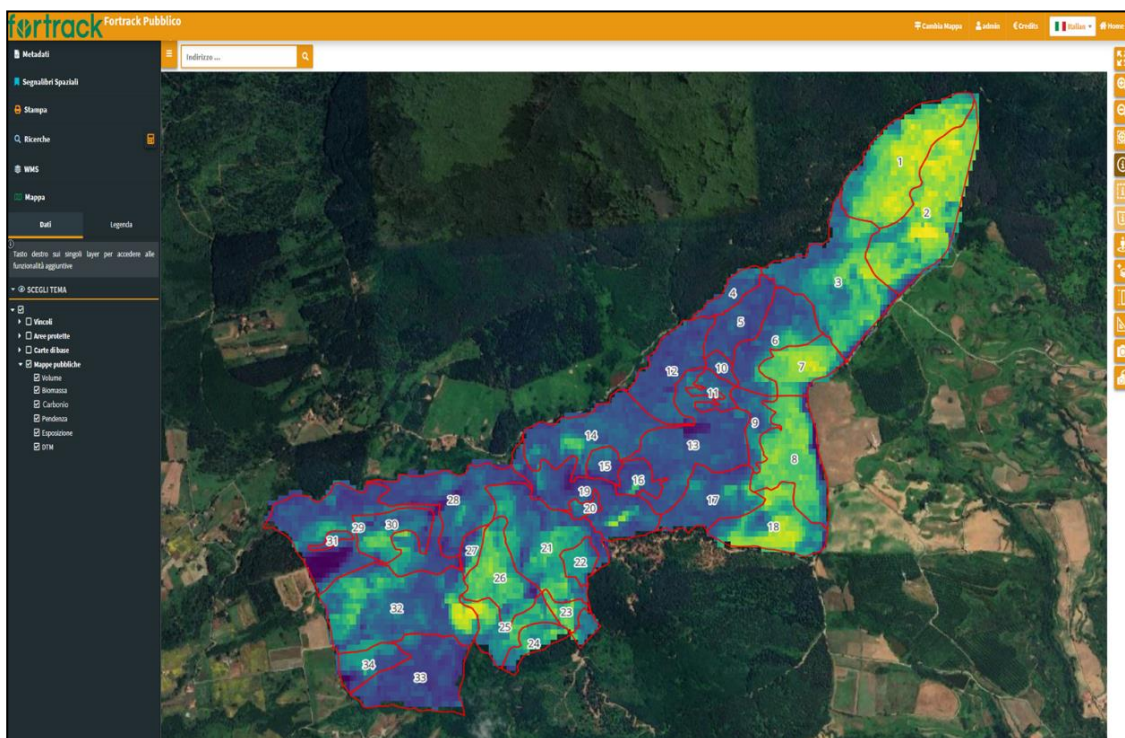 fortrack Fortrack Pubblico
Cambia Mappa admin Credits Italian Home
Metadati
Indirizzo ...
Segnalibri Spaziali
Stampa
Ricerche
WMS
Mappa
Dati Legenda
Tasto destro sui singoli layer per accedere alle
funzionalità aggiuntive
SCEGLI TEMA
Vincoli
Aree protette
Carte di base
Mappe pubbliche
Volume
Biomassa
Carbonio
Pendenza
Esposizione
DTM
1
2
3
4
5
6
7
8
9
10
11
12
13
14
15
16
17
18
19
20
21
22
23
24
25
26
27
28
29
30
31
32
33
34